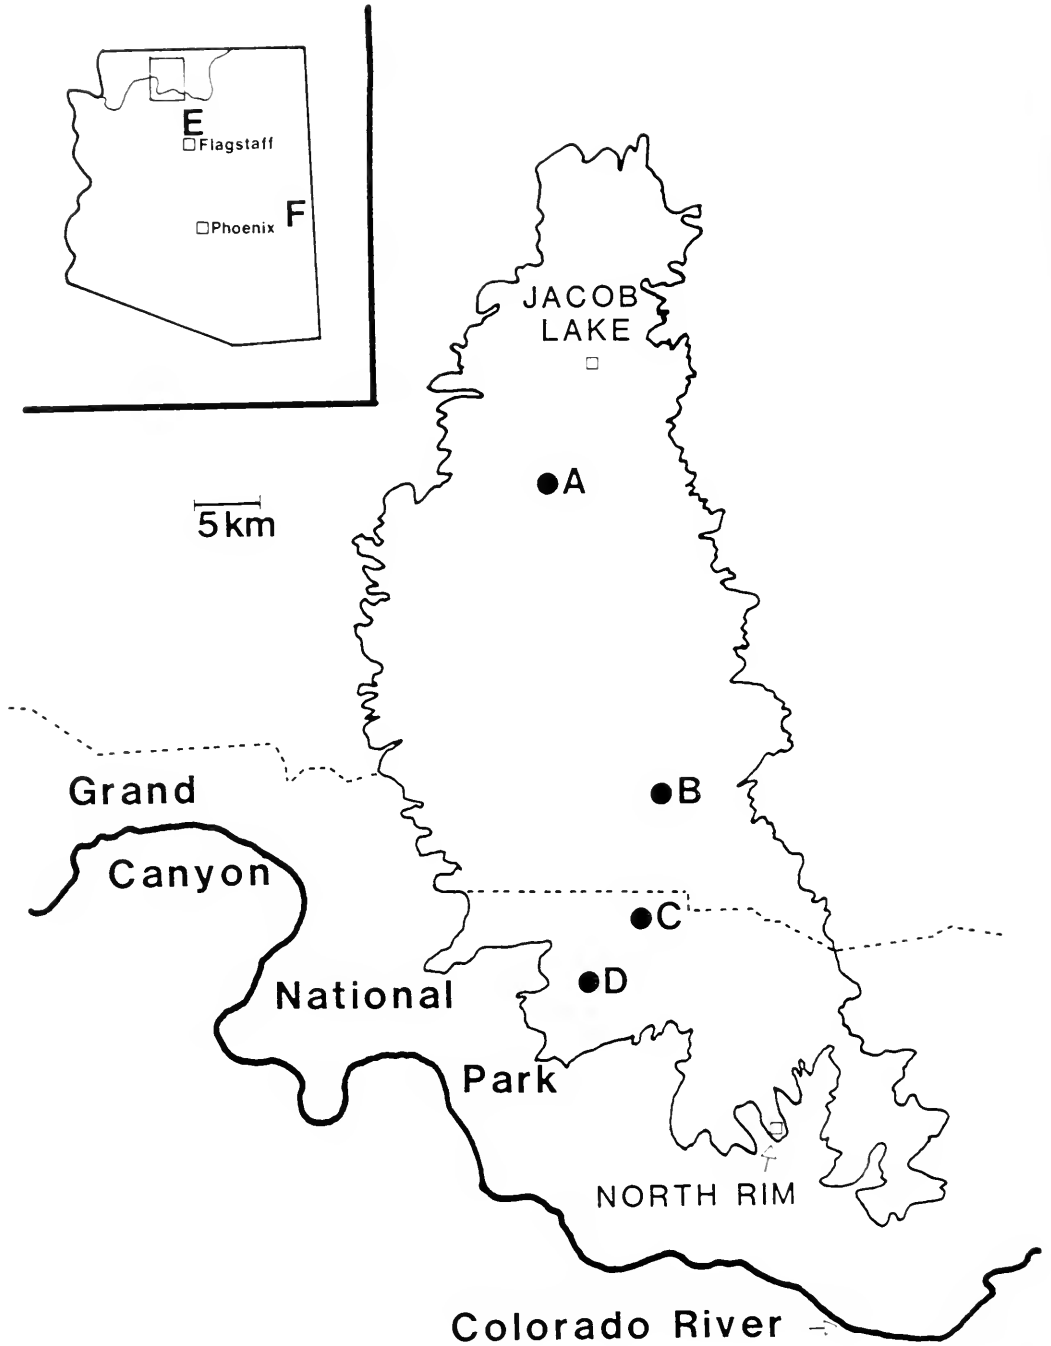 E
Flagstaff
F
Phoenix
JACOB
LAKE
A
5 km
Grand
B
Canyon
C
National
D
Park
NORTH RIM
Colorado River